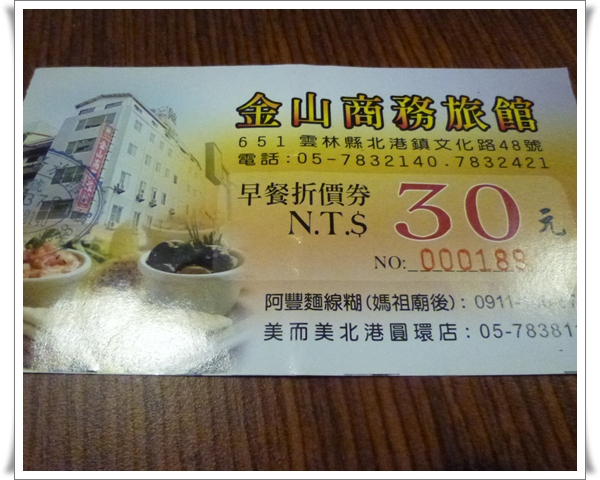 金山商務旅館
651 雲林縣北港鎮文化路48號
電話:05-7832140.7832421
早餐折價券
N.T.$ 30元
NO: 000188
阿豐麵線糊(媽祖廟後):0911-
美而美北港圓環店:05-78381